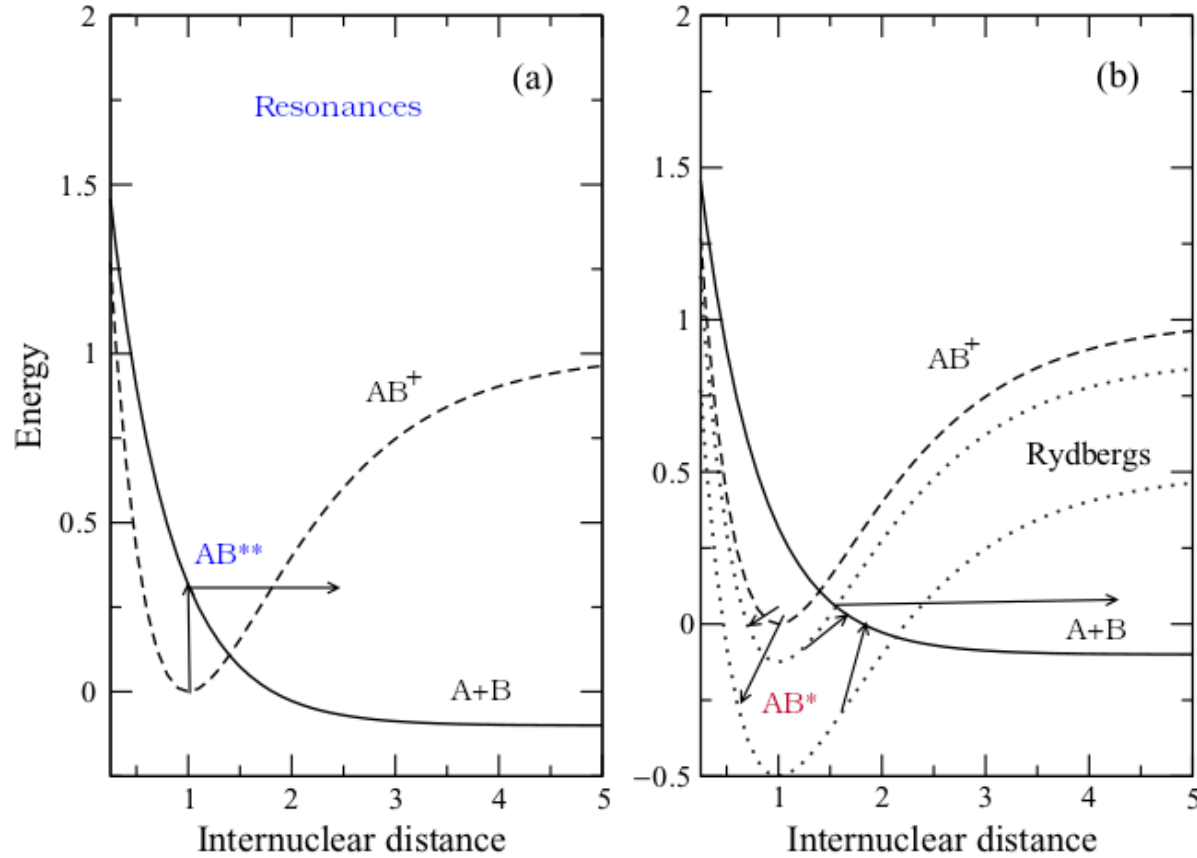 (a)
Resonances
AB+
AB**
A+B
2
1.5
1
0.5
0
Energy
1
2
3
4
5
Internuclear distance
(b)
AB+
Rydbergs
A+B
AB*
2
1.5
1
0.5
0
−0.5
1
2
3
4
5
Internuclear distance